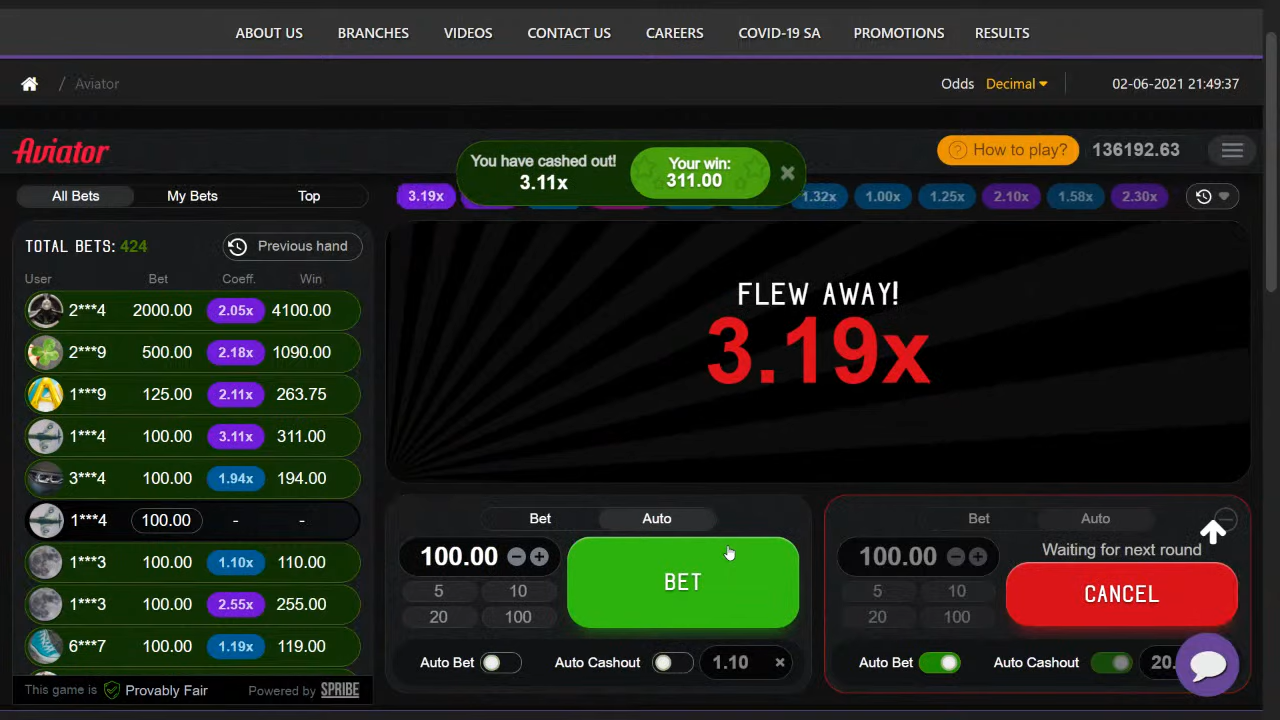 ABOUT US BRANCHES VIDEOS CONTACT US CAREERS COVID-19 SA PROMOTIONS RESULTS
/ Aviator Odds Decimal 02-06-2021 21:49:37
Aviator
You have cashed out!
3.11x
Your win:
311.00
How to play? 136192.63
All Bets My Bets Top
3.19x 1.32x 1.00x 1.25x 2.10x 1.58x 2.30x
TOTAL BETS: 424 Previous hand
User Bet Coeff. Win
2***4 2000.00 2.05x 4100.00
2***9 500.00 2.18x 1090.00
1***9 125.00 2.11x 263.75
1***4 100.00 3.11x 311.00
3***4 100.00 1.94x 194.00
1***4 100.00 - -
1***3 100.00 1.10x 110.00
1***3 100.00 2.55x 255.00
6***7 100.00 1.19x 119.00
This game is Provably Fair Powered by SPRIBE
FLEW AWAY!
3.19x
Bet Auto
100.00
5 10
20 100
BET
Auto Bet Auto Cashout 1.10
Bet Auto
100.00
5 10
20 100
Waiting for next round
CANCEL
Auto Bet Auto Cashout 20.